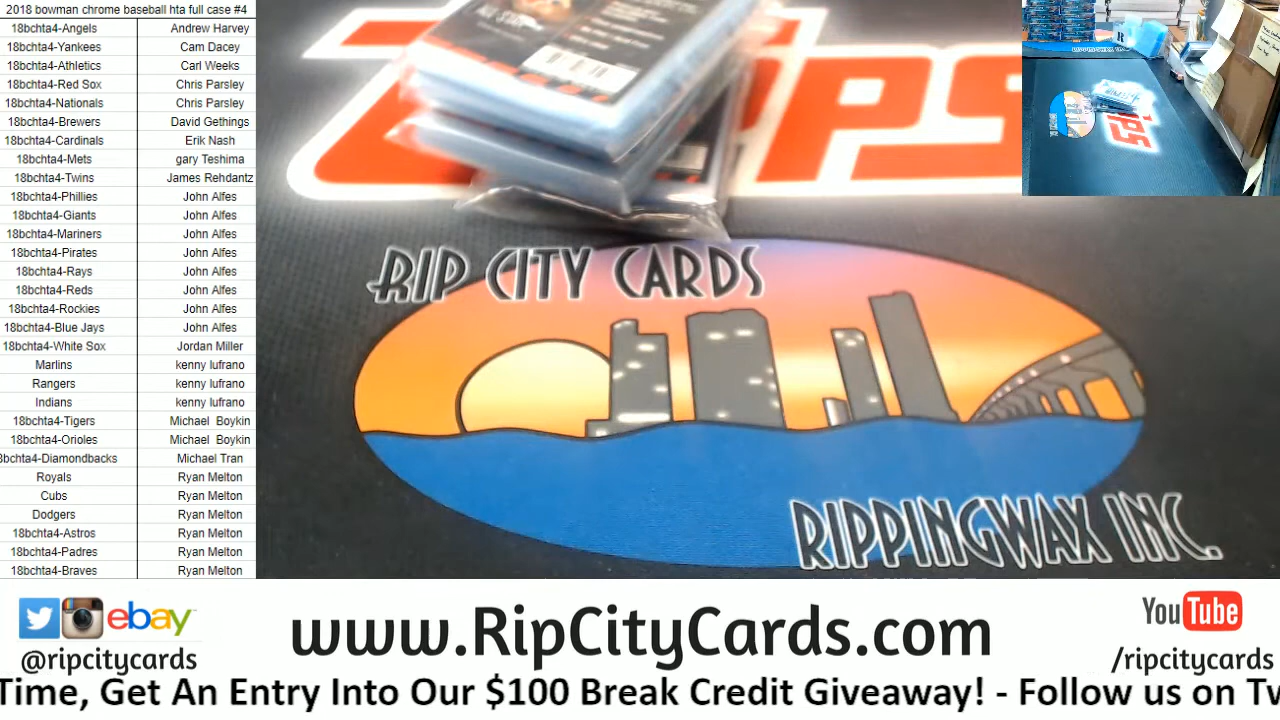 2018 bowman chrome baseball hta full case #4
18bchta4-Angels Andrew Harvey
18bchta4-Yankees Cam Dacey
18bchta4-Athletics Carl Weeks
18bchta4-Red Sox Chris Parsley
18bchta4-Nationals Chris Parsley
18bchta4-Brewers David Gethings
18bchta4-Cardinals Erik Nash
18bchta4-Mets gary Teshima
18bchta4-Twins James Rehdantz
18bchta4-Phillies John Alfes
18bchta4-Giants John Alfes
18bchta4-Mariners John Alfes
18bchta4-Pirates John Alfes
18bchta4-Rays John Alfes
18bchta4-Reds John Alfes
18bchta4-Rockies John Alfes
18bchta4-Blue Jays John Alfes
18bchta4-White Sox Jordan Miller
Marlins kenny lufrano
Rangers kenny lufrano
Indians kenny lufrano
18bchta4-Tigers Michael Boykin
18bchta4-Orioles Michael Boykin
8bchta4-Diamondbacks Michael Tran
Royals Ryan Melton
Cubs Ryan Melton
Dodgers Ryan Melton
18bchta4-Astros Ryan Melton
18bchta4-Padres Ryan Melton
18bchta4-Braves Ryan Melton
RIP CITY CARDS
RIPPINGWAX INC.
ebay
@ripcitycards
www.RipCityCards.com
YouTube
/ripcitycards
Time, Get An Entry Into Our $100 Break Credit Giveaway! - Follow us on Tw